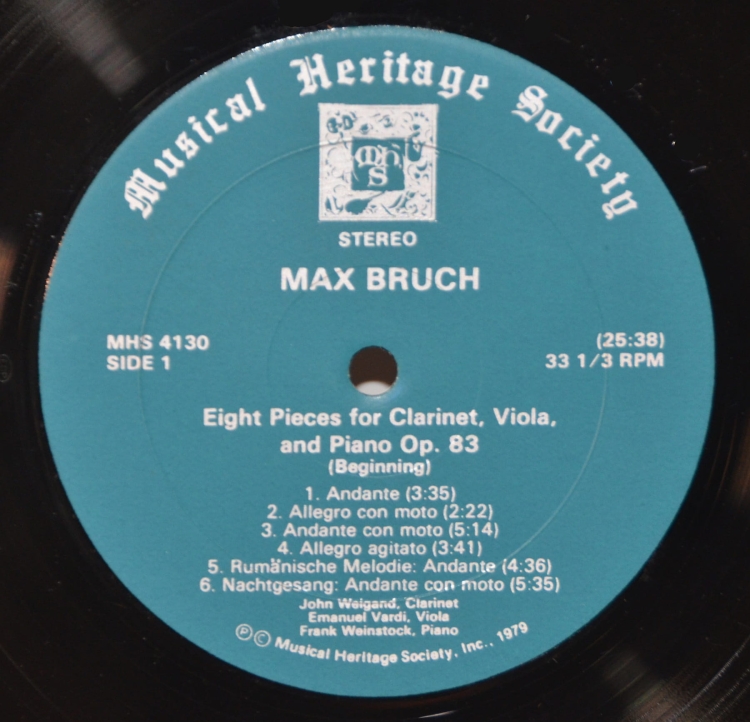 Musical Heritage Society
mhs
STEREO
MAX BRUCH
MHS 4130
SIDE 1
(25:38)
33 1/3 RPM
Eight Pieces for Clarinet, Viola,
and Piano Op. 83
(Beginning)
1. Andante (3:35)
2. Allegro con moto (2:22)
3. Andante con moto (5:14)
4. Allegro agitato (3:41)
5. Rumänische Melodie: Andante (4:36)
6. Nachtgesang: Andante con moto (5:35)
John Weigand, Clarinet
Emanuel Vardi, Viola
Frank Weinstock, Piano
Ⓟ © Musical Heritage Society, Inc., 1979